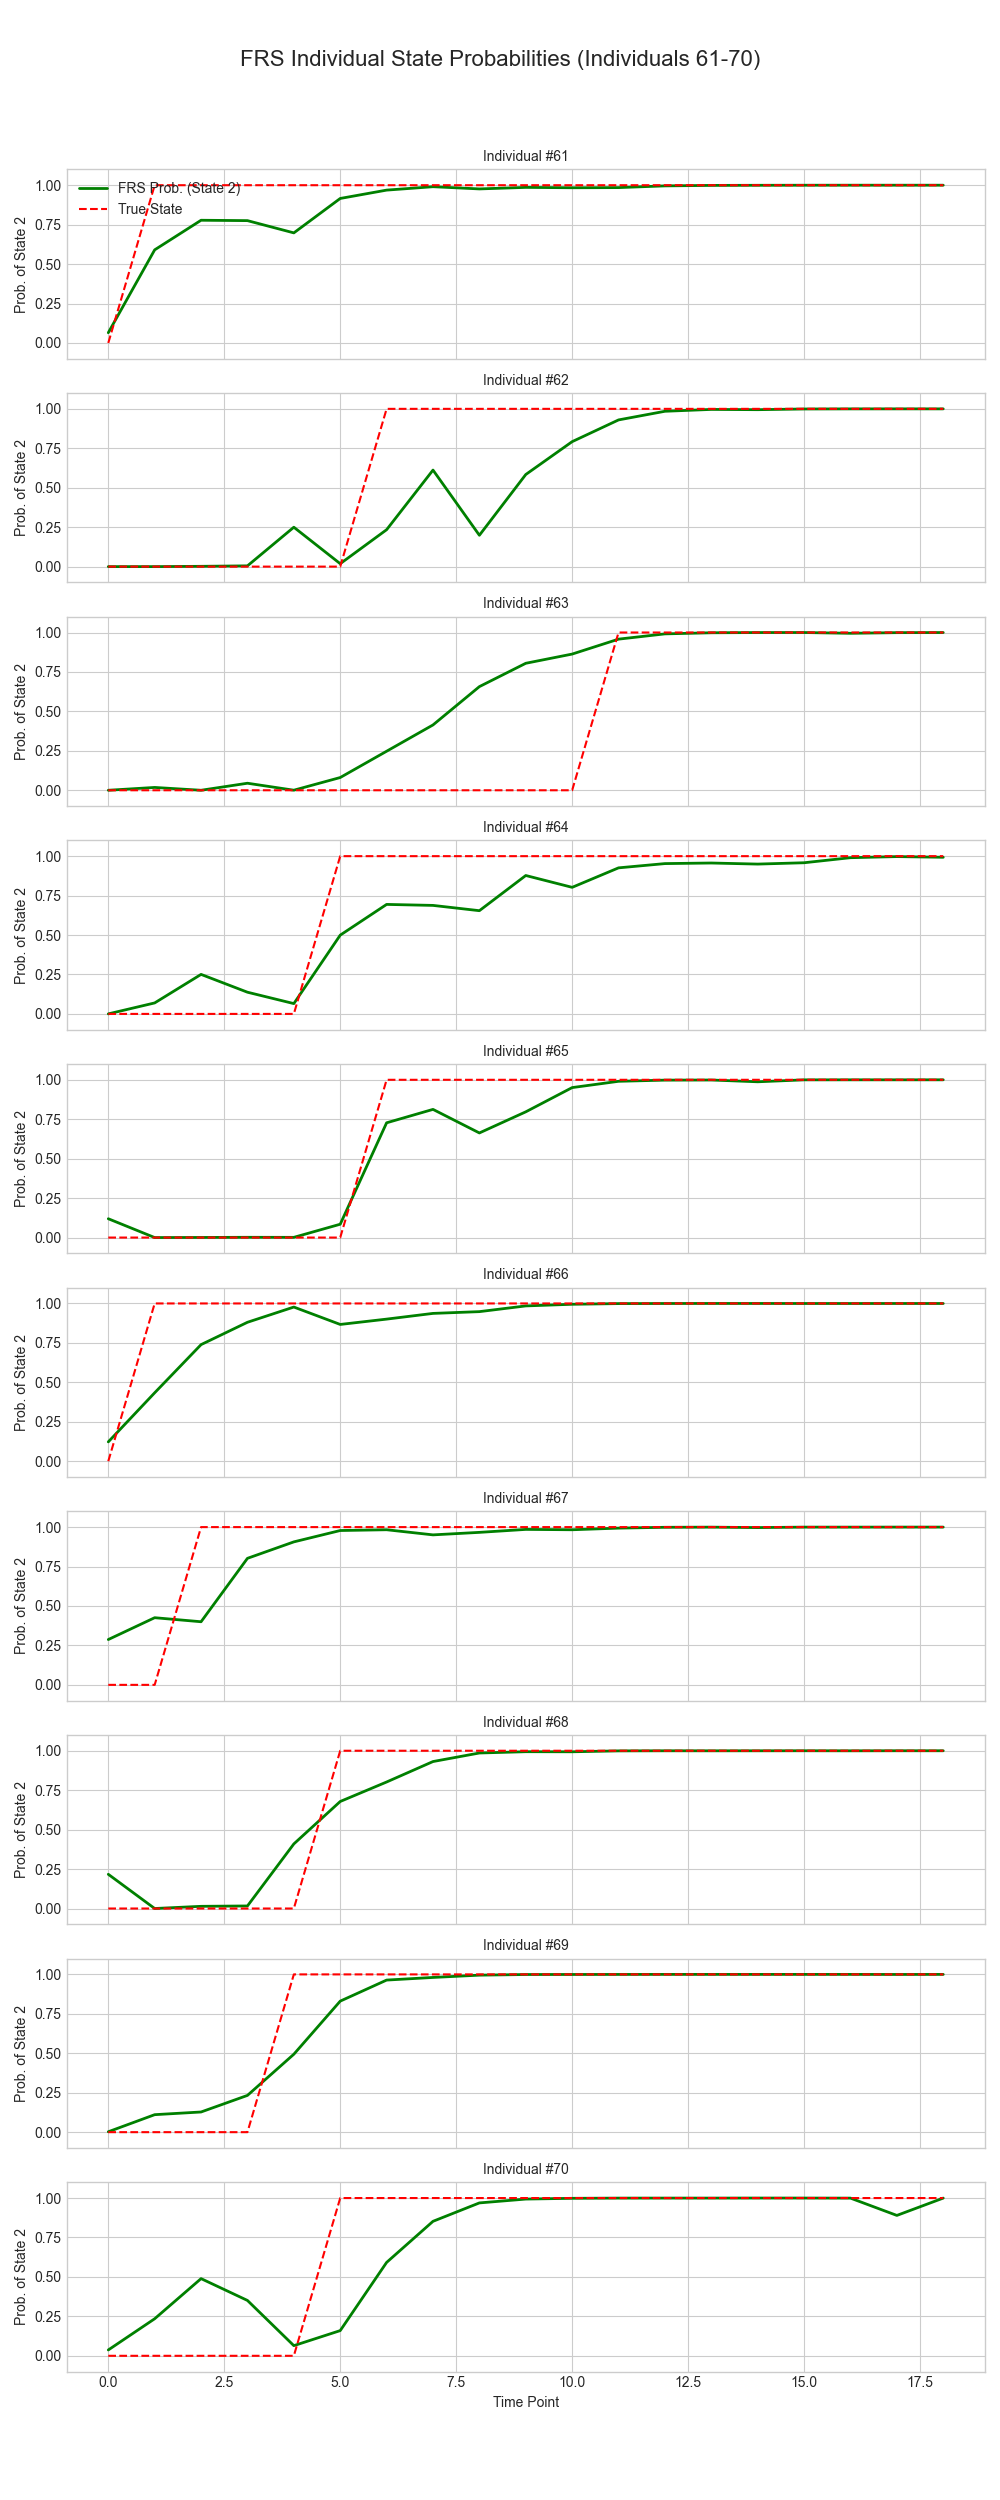 FRS Individual State Probabilities (Individuals 61-70)
Individual #61
FRS Prob. (State 2)
True State
1.00
0.75
0.50
0.25
0.00
Prob. of State 2
Individual #62
1.00
0.75
0.50
0.25
0.00
Prob. of State 2
Individual #63
1.00
0.75
0.50
0.25
0.00
Prob. of State 2
Individual #64
1.00
0.75
0.50
0.25
0.00
Prob. of State 2
Individual #65
1.00
0.75
0.50
0.25
0.00
Prob. of State 2
Individual #66
1.00
0.75
0.50
0.25
0.00
Prob. of State 2
Individual #67
1.00
0.75
0.50
0.25
0.00
Prob. of State 2
Individual #68
1.00
0.75
0.50
0.25
0.00
Prob. of State 2
Individual #69
1.00
0.75
0.50
0.25
0.00
Prob. of State 2
Individual #70
1.00
0.75
0.50
0.25
0.00
Prob. of State 2
0.0 2.5 5.0 7.5 10.0 12.5 15.0 17.5
Time Point